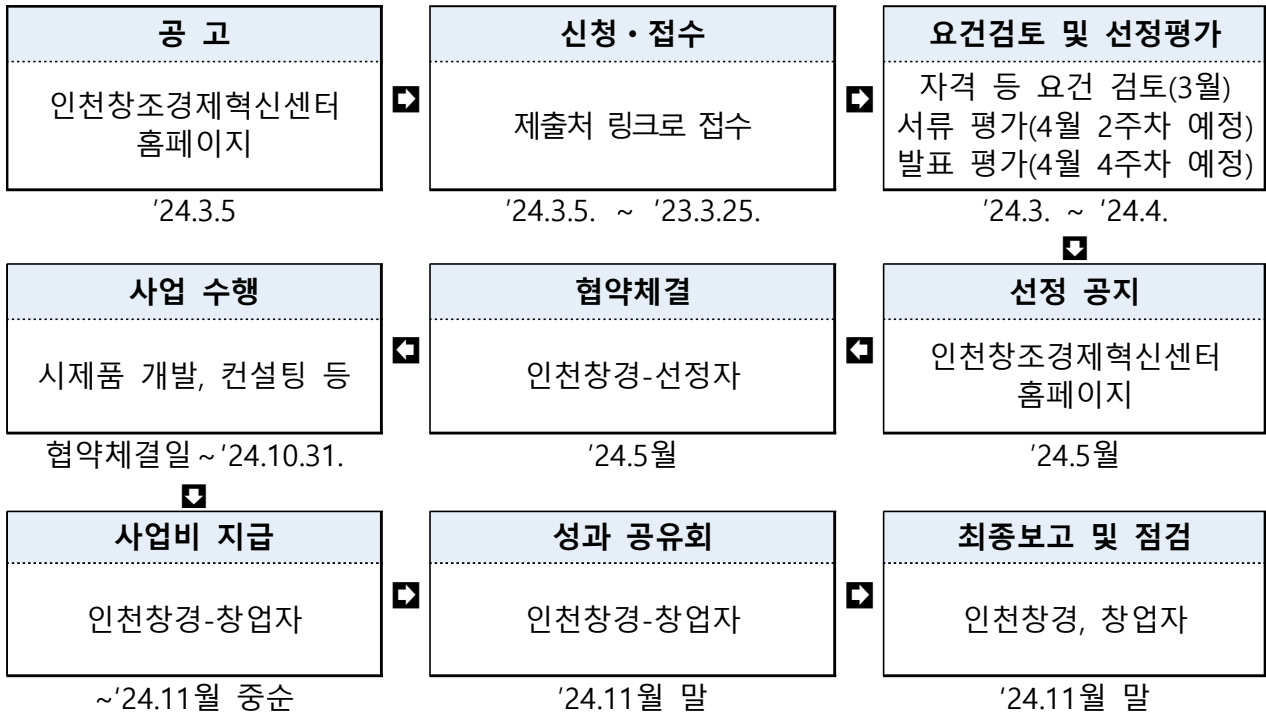 공 고
인천창조경제혁신센터
홈페이지
'24.3.5
신청・접수
제출처 링크로 접수
'24.3.5. ~ '23.3.25.
요건검토 및 선정평가
자격 등 요건 검토(3월)
서류 평가(4월 2주차 예정)
발표 평가(4월 4주차 예정)
'24.3. ~ '24.4.
선정 공지
인천창조경제혁신센터
홈페이지
'24.5월
협약체결
인천창경-선정자
'24.5월
사업 수행
시제품 개발, 컨설팅 등
협약체결일~'24.10.31.
사업비 지급
인천창경-창업자
~'24.11월 중순
성과 공유회
인천창경-창업자
'24.11월 말
최종보고 및 점검
인천창경, 창업자
'24.11월 말